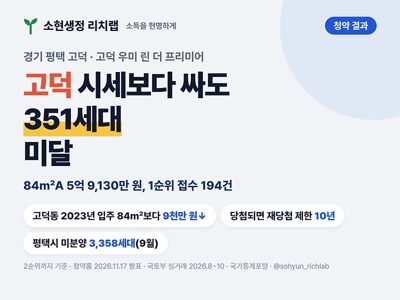 소현생정 리치랩 소득을 현명하게
청약 결과
경기 평택 고덕 · 고덕 우미 린 더 프리미어
고덕 시세보다 싸도
351세대
미달
84m²A 5억 9,130만 원, 1순위 접수 194건
고덕동 2023년 입주 84m²보다 9천만 원↓
당첨되면 재당첨 제한 10년
평택시 미분양 3,358세대(9월)
2순위까지 기준 · 청약홈 2026.11.17 발표 · 국토부 실거래 2026.8~10 · 국가통계포털 · @sohyun_richlab